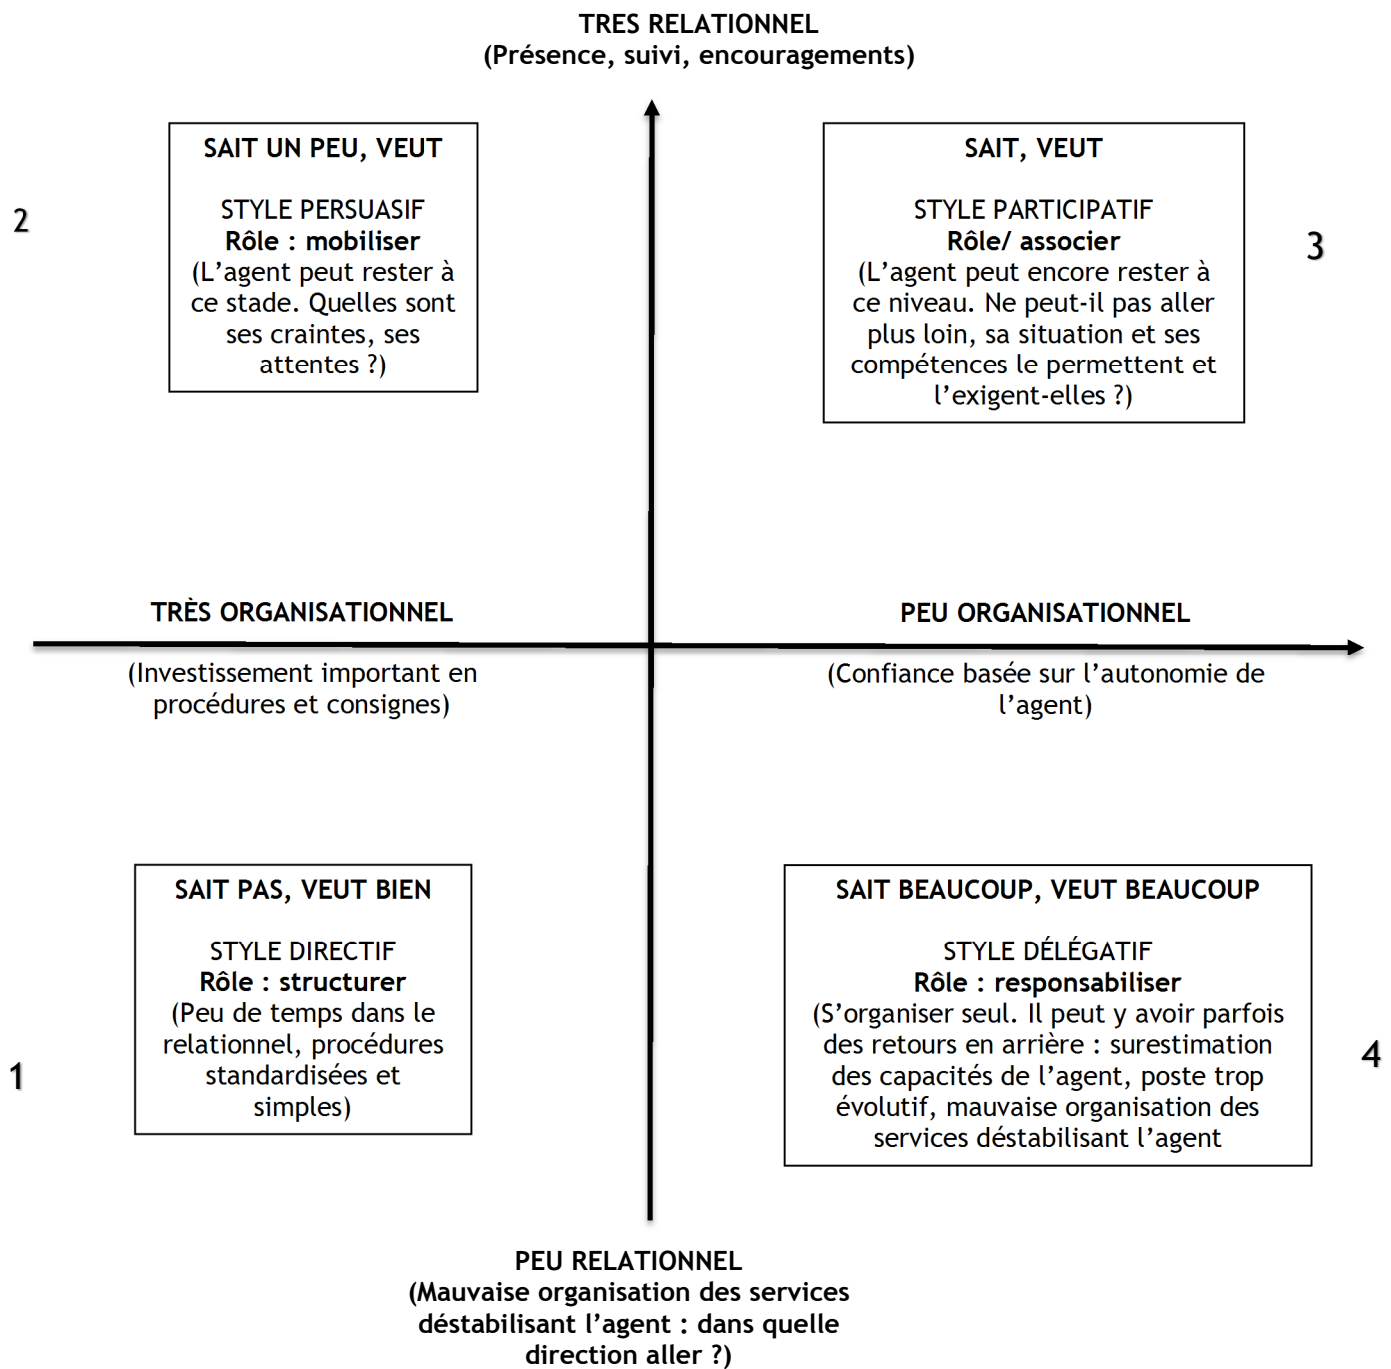 TRES RELATIONNEL
(Présence, suivi, encouragements)
SAIT UN PEU, VEUT
STYLE PERSUASIF
Rôle : mobiliser
(L'agent peut rester à
ce stade. Quelles sont
ses craintes, ses
attentes ?)
2
SAIT, VEUT
STYLE PARTICIPATIF
Rôle/ associer
(L'agent peut encore rester à
ce niveau. Ne peut-il pas aller
plus loin, sa situation et ses
compétences le permettent et
l'exigent-elles ?)
3
TRÈS ORGANISATIONNEL
(Investissement important en
procédures et consignes)
PEU ORGANISATIONNEL
(Confiance basée sur l'autonomie de
l'agent)
SAIT PAS, VEUT BIEN
STYLE DIRECTIF
Rôle : structurer
(Peu de temps dans le
relationnel, procédures
standardisées et
simples)
1
SAIT BEAUCOUP, VEUT BEAUCOUP
STYLE DÉLÉGATIF
Rôle : responsabiliser
(S'organiser seul. Il peut y avoir parfois
des retours en arrière : surestimation
des capacités de l'agent, poste trop
évolutif, mauvaise organisation des
services déstabilisant l'agent
4
PEU RELATIONNEL
(Mauvaise organisation des services
déstabilisant l'agent : dans quelle
direction aller ?)